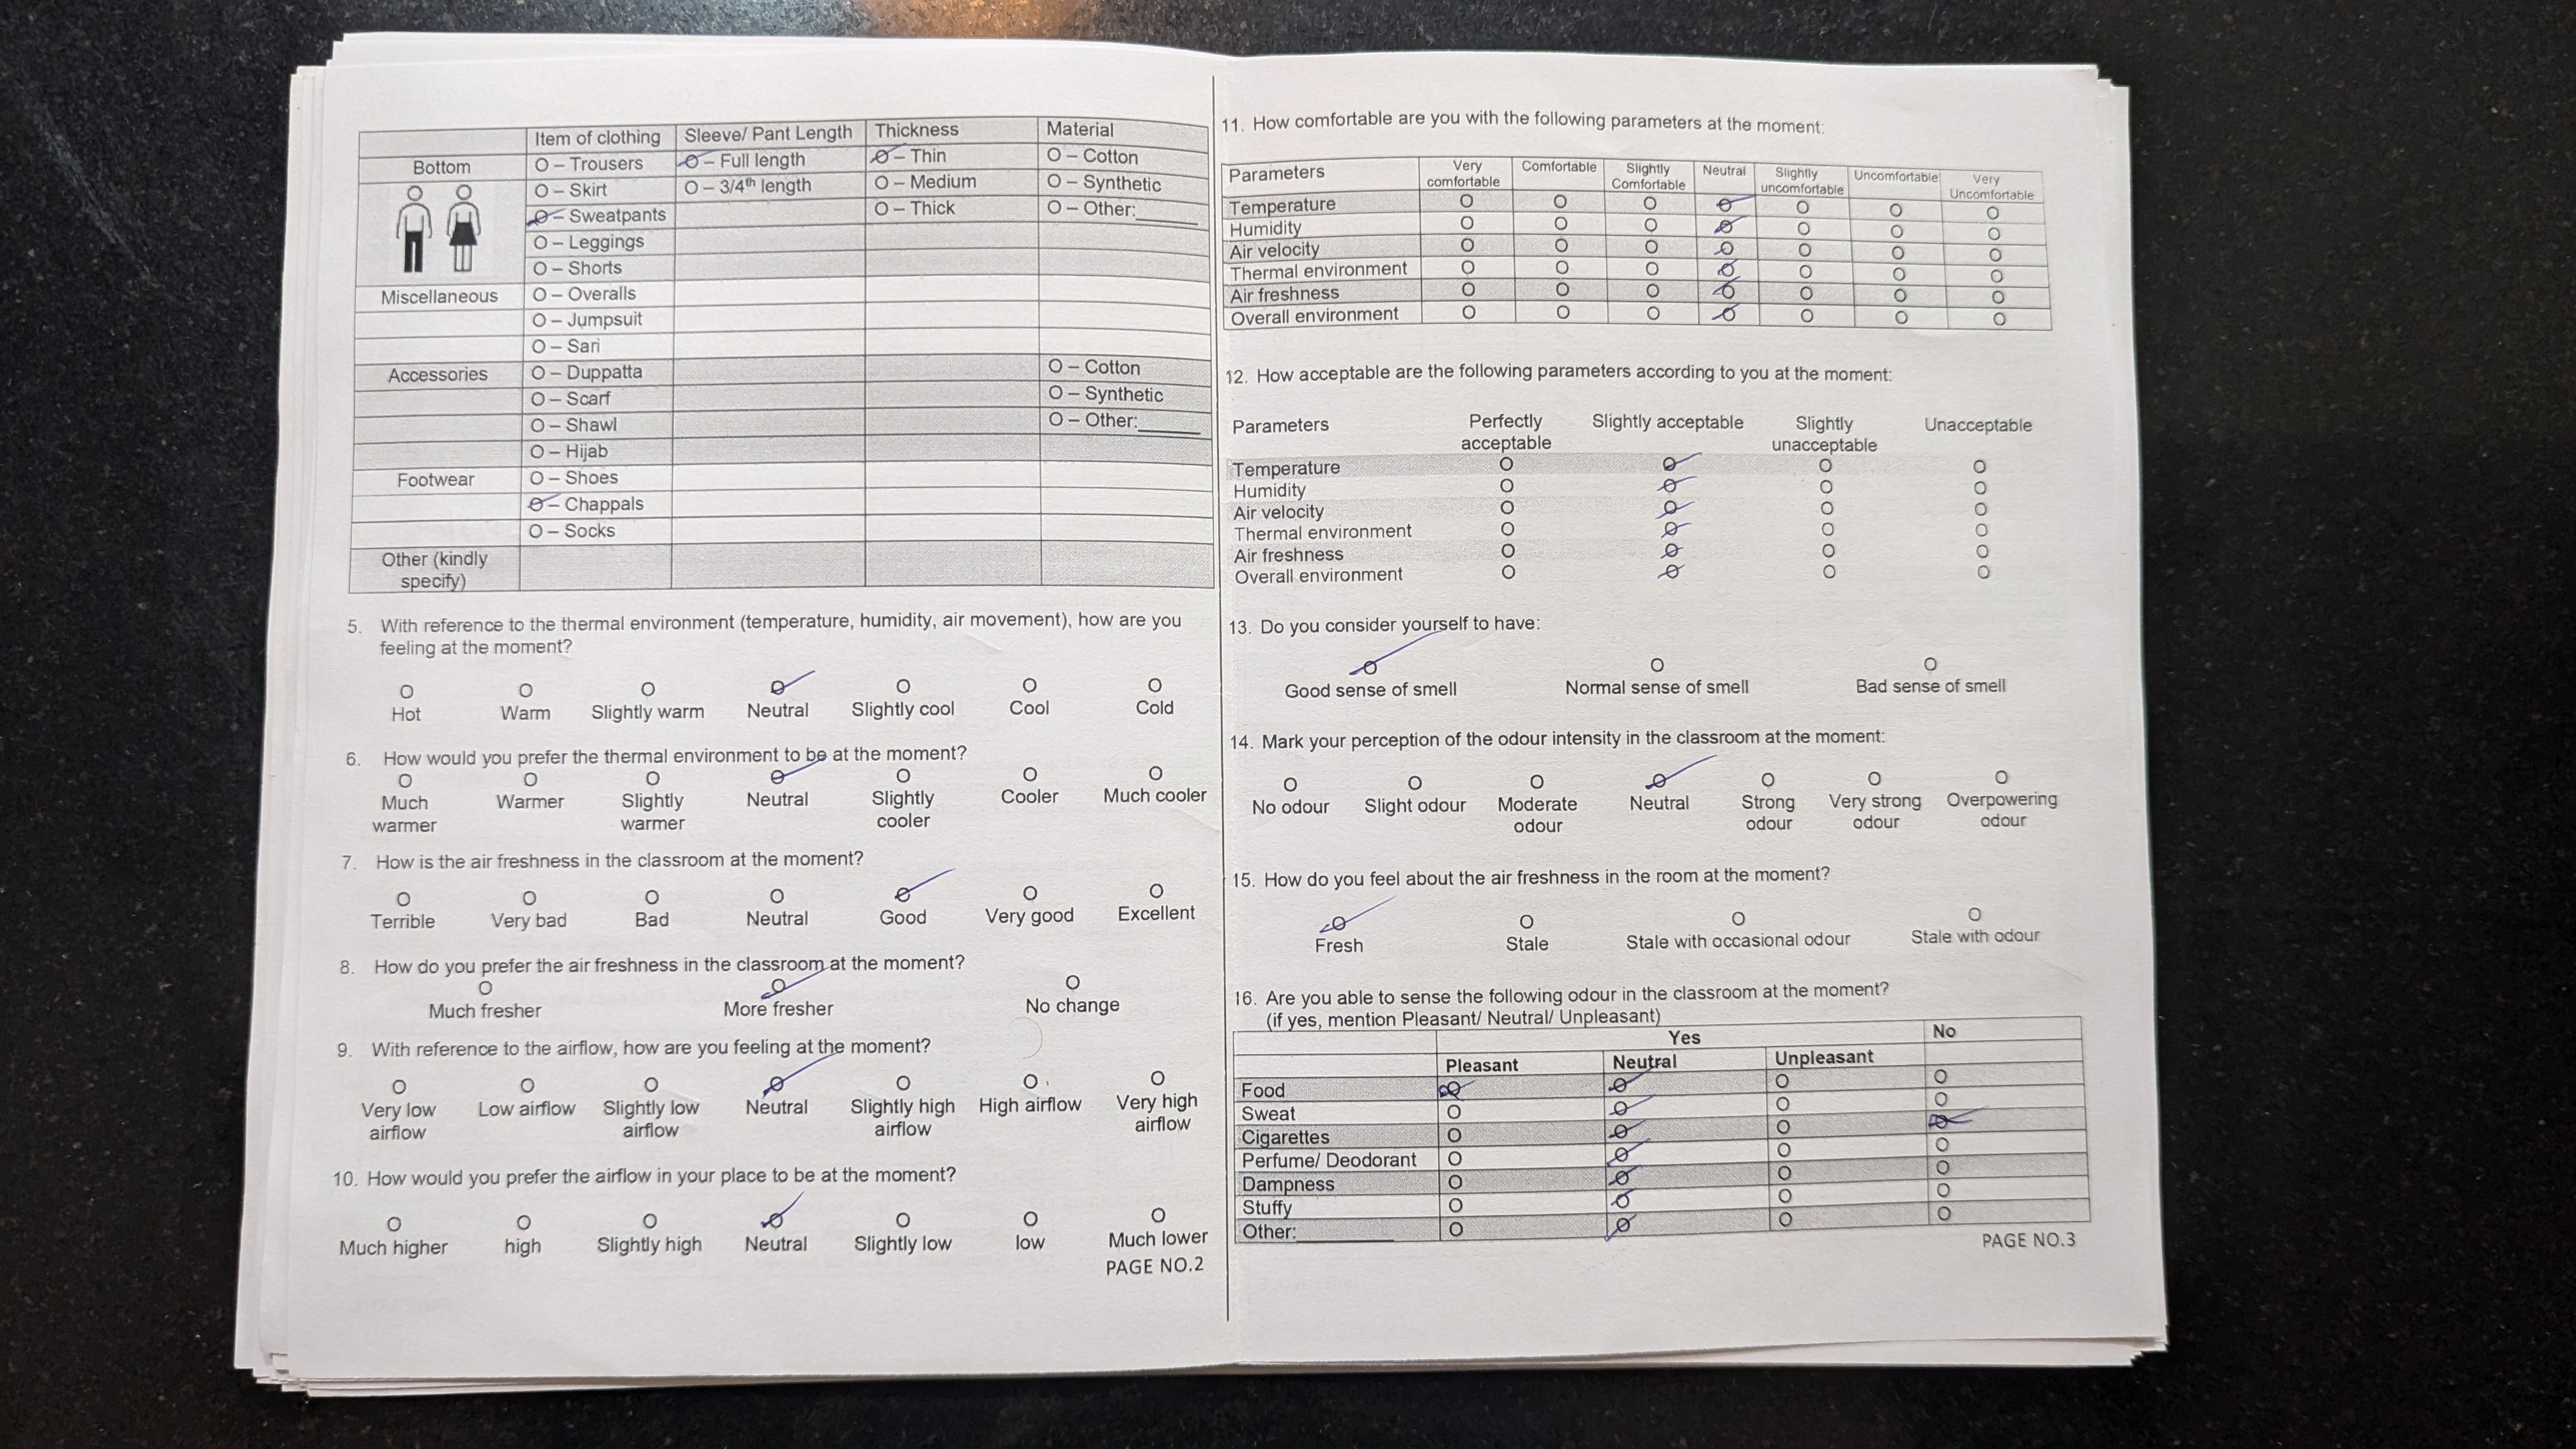 Item of clothing Sleeve/ Pant Length Thickness Material
Bottom O – Trousers O – Full length O – Thin O – Cotton
O – Skirt O – 3/4th length O – Medium O – Synthetic
O – Sweatpants O – Thick O – Other:______
O – Leggings
O – Shorts
Miscellaneous O – Overalls
O – Jumpsuit
O – Sari
Accessories O – Duppatta O – Cotton
O – Scarf O – Synthetic
O – Shawl O – Other:______
O – Hijab
Footwear O – Shoes
O – Chappals
O – Socks
Other (kindly
specify)
5. With reference to the thermal environment (temperature, humidity, air movement), how are you
feeling at the moment?
O O O O O O O
Hot Warm Slightly warm Neutral Slightly cool Cool Cold
6. How would you prefer the thermal environment to be at the moment?
O O O O O O O
Much Warmer Slightly Neutral Slightly Cooler Much cooler
warmer warmer cooler
7. How is the air freshness in the classroom at the moment?
O O O O O O O
Terrible Very bad Bad Neutral Good Very good Excellent
8. How do you prefer the air freshness in the classroom at the moment?
O O O
Much fresher More fresher No change
9. With reference to the airflow, how are you feeling at the moment?
O O O O O O O
Very low Low airflow Slightly low Neutral Slightly high High airflow Very high
airflow airflow airflow airflow
10. How would you prefer the airflow in your place to be at the moment?
O O O O O O O
Much higher high Slightly high Neutral Slightly low low Much lower
PAGE NO.2
11. How comfortable are you with the following parameters at the moment:
Parameters Very Comfortable Slightly Neutral Slightly Uncomfortable Very
comfortable Comfortable uncomfortable Uncomfortable
Temperature O O O O O O O
Humidity O O O O O O O
Air velocity O O O O O O O
Thermal environment O O O O O O O
Air freshness O O O O O O O
Overall environment O O O O O O O
12. How acceptable are the following parameters according to you at the moment:
Parameters Perfectly Slightly acceptable Slightly Unacceptable
acceptable unacceptable
Temperature O O O O
Humidity O O O O
Air velocity O O O O
Thermal environment O O O O
Air freshness O O O O
Overall environment O O O O
13. Do you consider yourself to have:
O O O
Good sense of smell Normal sense of smell Bad sense of smell
14. Mark your perception of the odour intensity in the classroom at the moment:
O O O O O O O
No odour Slight odour Moderate Neutral Strong Very strong Overpowering
odour odour odour odour
15. How do you feel about the air freshness in the room at the moment?
O O O O
Fresh Stale Stale with occasional odour Stale with odour
16. Are you able to sense the following odour in the classroom at the moment?
(if yes, mention Pleasant/ Neutral/ Unpleasant)
Yes No
Pleasant Neutral Unpleasant
Food O O O O
Sweat O O O O
Cigarettes O O O O
Perfume/ Deodorant O O O O
Dampness O O O O
Stuffy O O O O
Other:__________ O O O O
PAGE NO.3